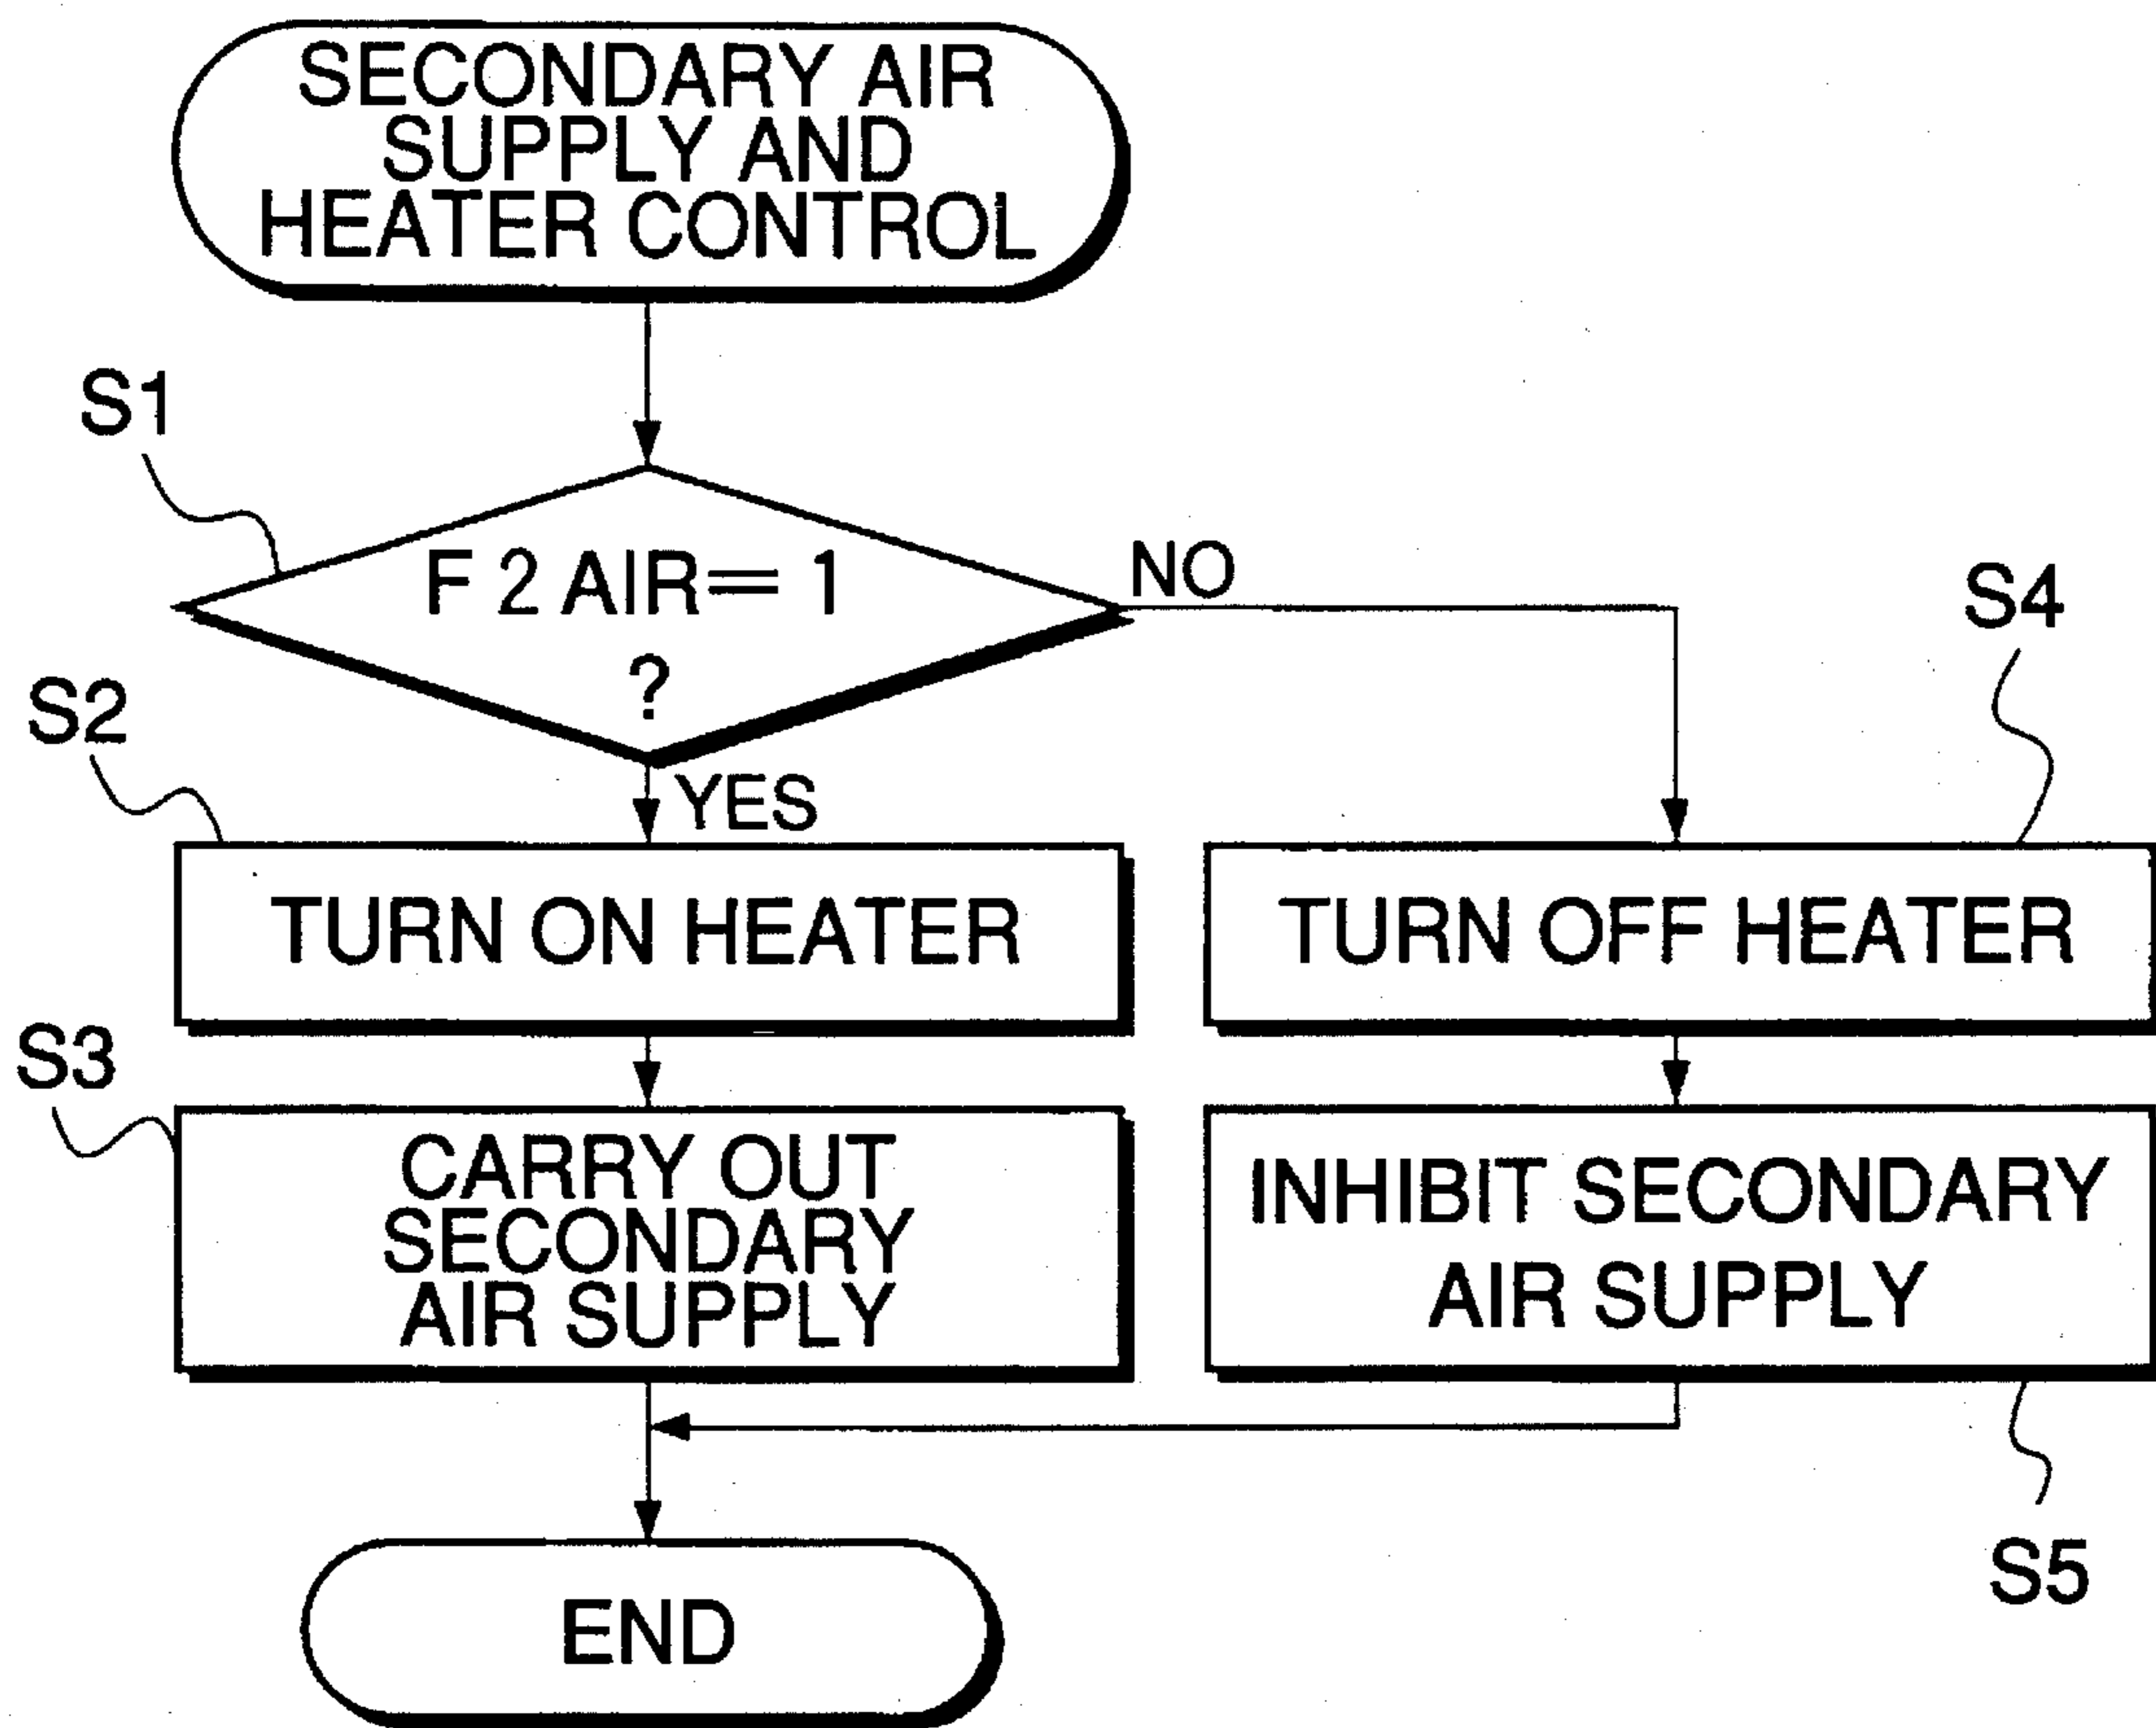 SECONDARY AIR
SUPPLY AND
HEATER CONTROL
S1
F 2 AIR= 1
?
NO
YES
S2
TURN ON HEATER
S4
TURN OFF HEATER
S3
CARRY OUT
SECONDARY
AIR SUPPLY
INHIBIT SECONDARY
AIR SUPPLY
S5
END